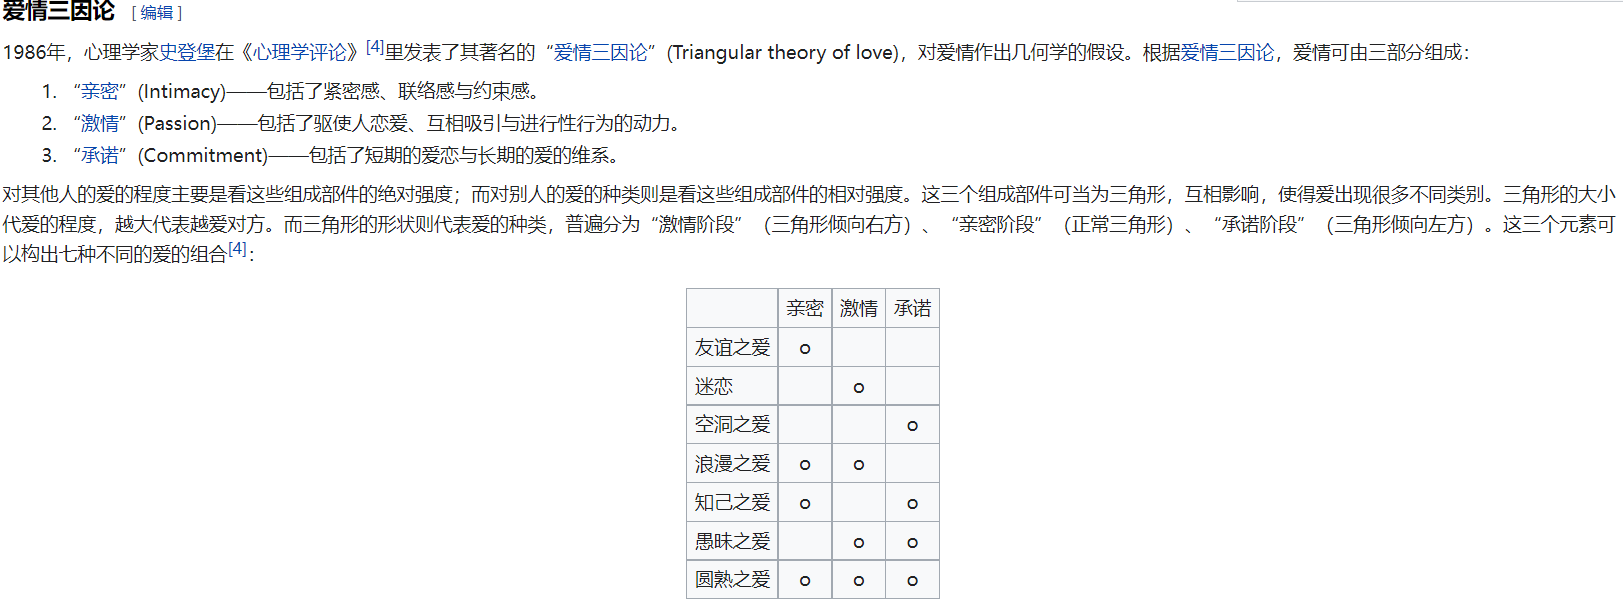 爱情三因论 [编辑]
1986年，心理学家史登堡在《心理学评论》[4]里发表了其著名的“爱情三因论”(Triangular theory of love)，对爱情作出几何学的假设。根据爱情三因论，爱情可由三部分组成：
1. “亲密”(Intimacy)——包括了紧密感、联络感与约束感。
2. “激情”(Passion)——包括了驱使人恋爱、互相吸引与进行性行为的动力。
3. “承诺”(Commitment)——包括了短期的爱恋与长期的爱的维系。
对其他人的爱的程度主要是看这些组成部件的绝对强度；而对别人的爱的种类则是看这些组成部件的相对强度。这三个组成部件可当为三角形，互相影响，使得爱出现很多不同类别。三角形的大小
代爱的程度，越大代表越爱对方。而三角形的形状则代表爱的种类，普遍分为“激情阶段”（三角形倾向右方）、“亲密阶段”（正常三角形）、“承诺阶段”（三角形倾向左方）。这三个元素可
以构出七种不同的爱的组合[4]：
亲密 激情 承诺
友谊之爱 o
迷恋 o
空洞之爱 o
浪漫之爱 o o
知己之爱 o o
愚昧之爱 o o
圆熟之爱 o o o